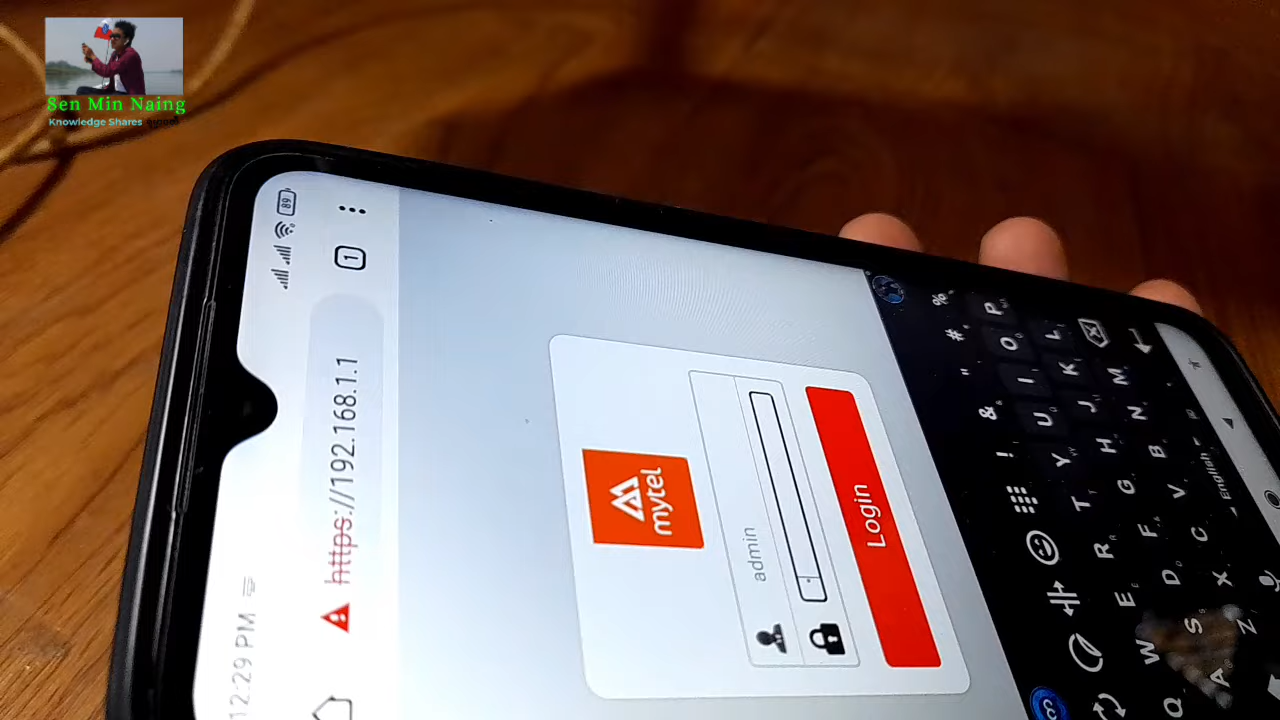 Sen Min Naing
Knowledge Shares
12:29 PM
89
https://192.168.1.1
1
mytel
admin
Login
% # " & !
Q W E R T Y U I O P
A S D F G H J K L
Z X C V B N M
English